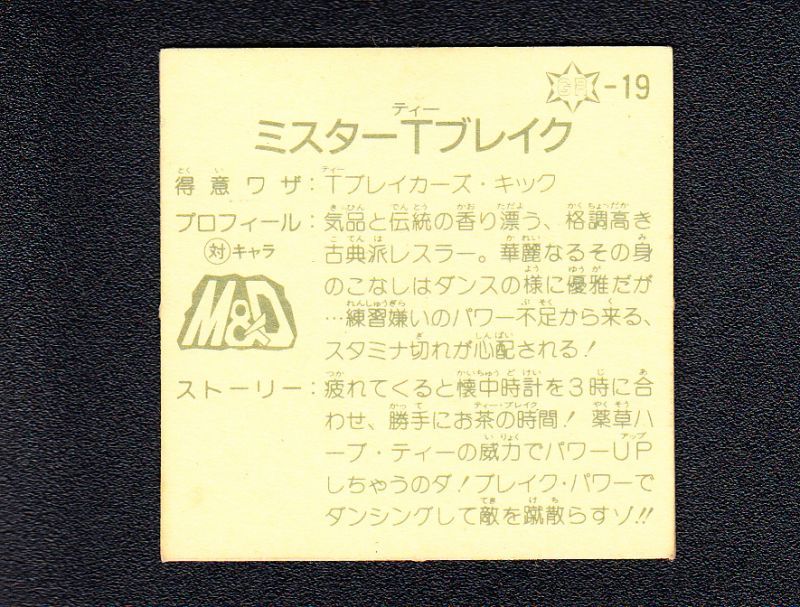 GR-19
ティー
ミスターTブレイク
得意ワザ：Tブレイカーズ・キック
プロフィール：気品と伝統の香り漂う、格調高き
対キャラ
古典派レスラー。華麗なるその身
のこなしはダンスの様に優雅だが
…練習嫌いのパワー不足から来る、
スタミナ切れが心配される！
M&D
ストーリー：疲れてくると懐中時計を3時に合
わせ、勝手にお茶の時間！ 薬草ハ
ーブ・ティーの威力でパワーUP
しちゃうのダ！ブレイク・パワーで
ダンシングして敵を蹴散らすゾ!!